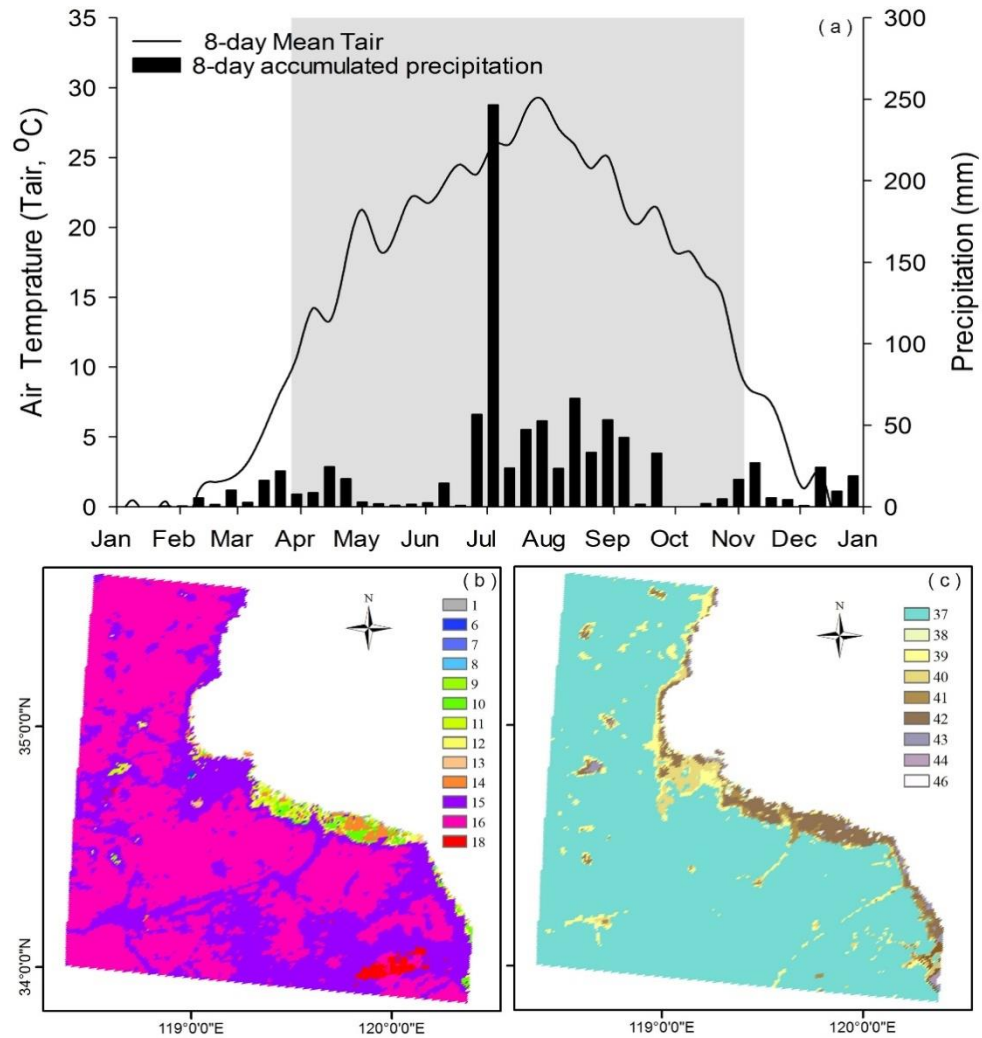 ( a )
8-day Mean Tair
8-day accumulated precipitation
Air Temprature (Tair, °C)
35
30
25
20
15
10
5
0
Precipitation (mm)
300
250
200
150
100
50
0
Jan Feb Mar Apr May Jun Jul Aug Sep Oct Nov Dec Jan
( b )
N
1
6
7
8
9
10
11
12
13
14
15
16
18
35°0'0"N
34°0'0"N
119°0'0"E 120°0'0"E
( c )
N
37
38
39
40
41
42
43
44
46
119°0'0"E 120°0'0"E